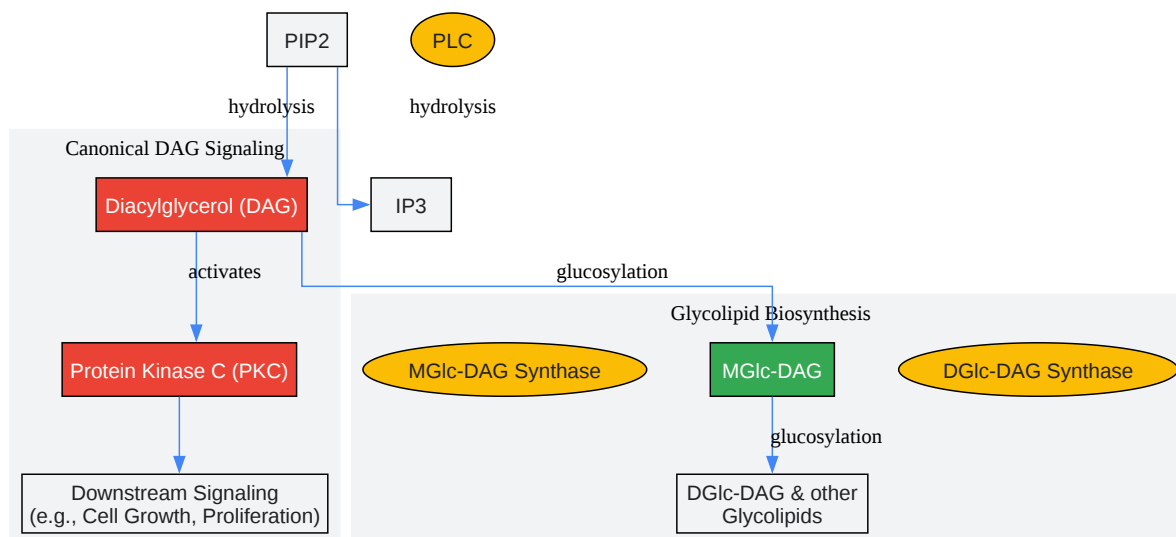 PIP2
PLC
hydrolysis
hydrolysis
Canonical DAG Signaling
Diacylglycerol (DAG)
IP3
activates
glucosylation
Glycolipid Biosynthesis
Protein Kinase C (PKC)
MGlc-DAG Synthase
MGlc-DAG
DGlc-DAG Synthase
glucosylation
Downstream Signaling
(e.g., Cell Growth, Proliferation)
DGlc-DAG & other
Glycolipids